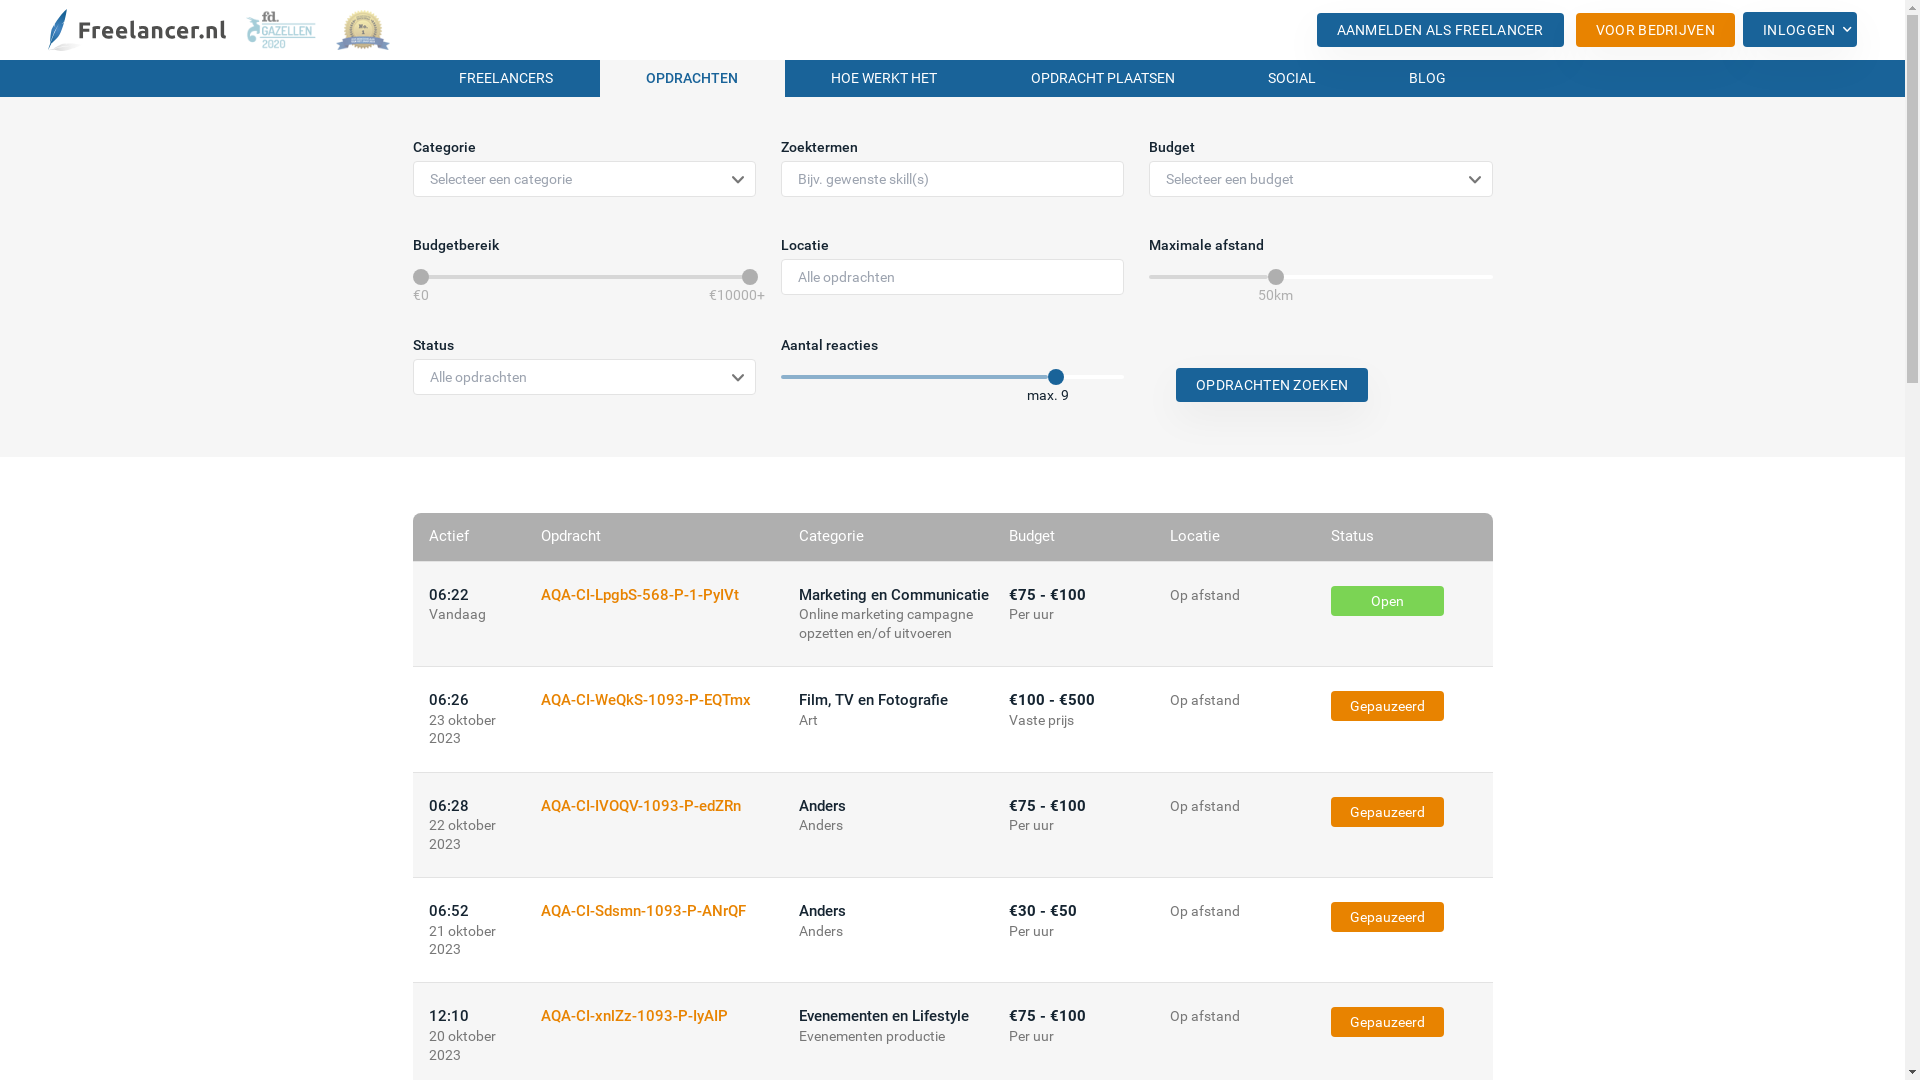 Freelancer.nl
fd.
GAZELLEN
2020
No.
1
AANMELDEN ALS FREELANCER
VOOR BEDRIJVEN
INLOGGEN
FREELANCERS
OPDRACHTEN
HOE WERKT HET
OPDRACHT PLAATSEN
SOCIAL
BLOG
Categorie
Zoektermen
Budget
Selecteer een categorie
Bijv. gewenste skill(s)
Selecteer een budget
Budgetbereik
Locatie
Maximale afstand
Alle opdrachten
€0
€10000+
50km
Status
Aantal reacties
Alle opdrachten
max. 9
OPDRACHTEN ZOEKEN
Actief Opdracht Categorie Budget Locatie Status
06:22 AQA-CI-LpgbS-568-P-1-PyIVt Marketing en Communicatie €75 - €100 Op afstand Open
Vandaag Online marketing campagne Per uur
opzetten en/of uitvoeren
06:26 AQA-CI-WeQkS-1093-P-EQTmx Film, TV en Fotografie €100 - €500 Op afstand Gepauzeerd
23 oktober Art Vaste prijs
2023
06:28 AQA-CI-IVOQV-1093-P-edZRn Anders €75 - €100 Op afstand Gepauzeerd
22 oktober Anders Per uur
2023
06:52 AQA-CI-Sdsmn-1093-P-ANrQF Anders €30 - €50 Op afstand Gepauzeerd
21 oktober Anders Per uur
2023
12:10 AQA-CI-xnlZz-1093-P-lyAIP Evenementen en Lifestyle €75 - €100 Op afstand Gepauzeerd
20 oktober Evenementen productie Per uur
2023